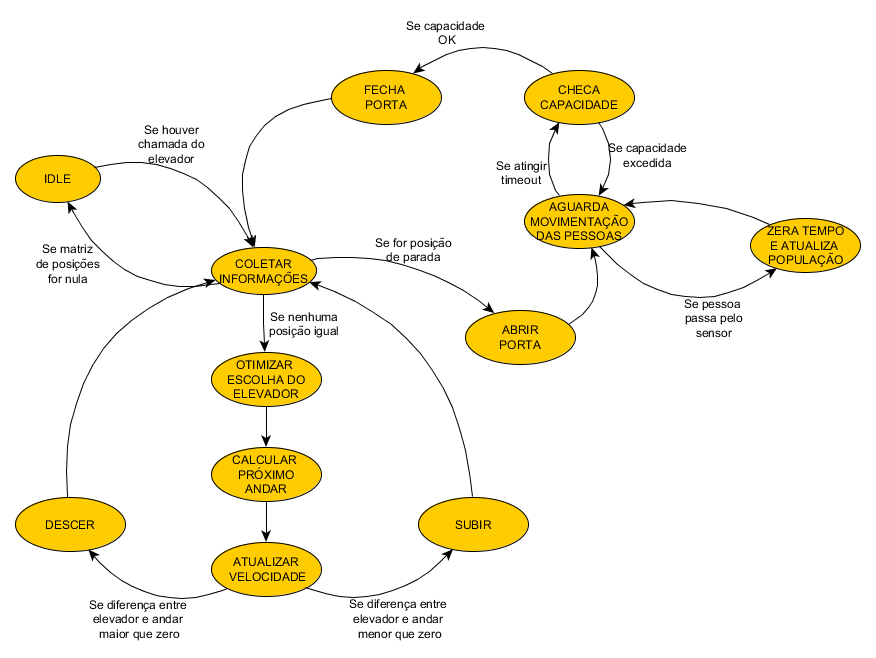 Se capacidade
OK
FECHA
PORTA
CHECA
CAPACIDADE
Se houver
chamada do
elevador
Se capacidade
excedida
Se atingir
timeout
IDLE
AGUARDA
MOVIMENTAÇÃO
DAS PESSOAS
ZERA TEMPO
E ATUALIZA
POPULAÇÃO
Se matriz
de posições
for nula
COLETAR
INFORMAÇÕES
Se for posição
de parada
Se pessoa
passa pelo
sensor
Se nenhuma
posição igual
ABRIR
PORTA
OTIMIZAR
ESCOLHA DO
ELEVADOR
CALCULAR
PRÓXIMO
ANDAR
DESCER
SUBIR
ATUALIZAR
VELOCIDADE
Se diferença entre
elevador e andar
maior que zero
Se diferença entre
elevador e andar
menor que zero